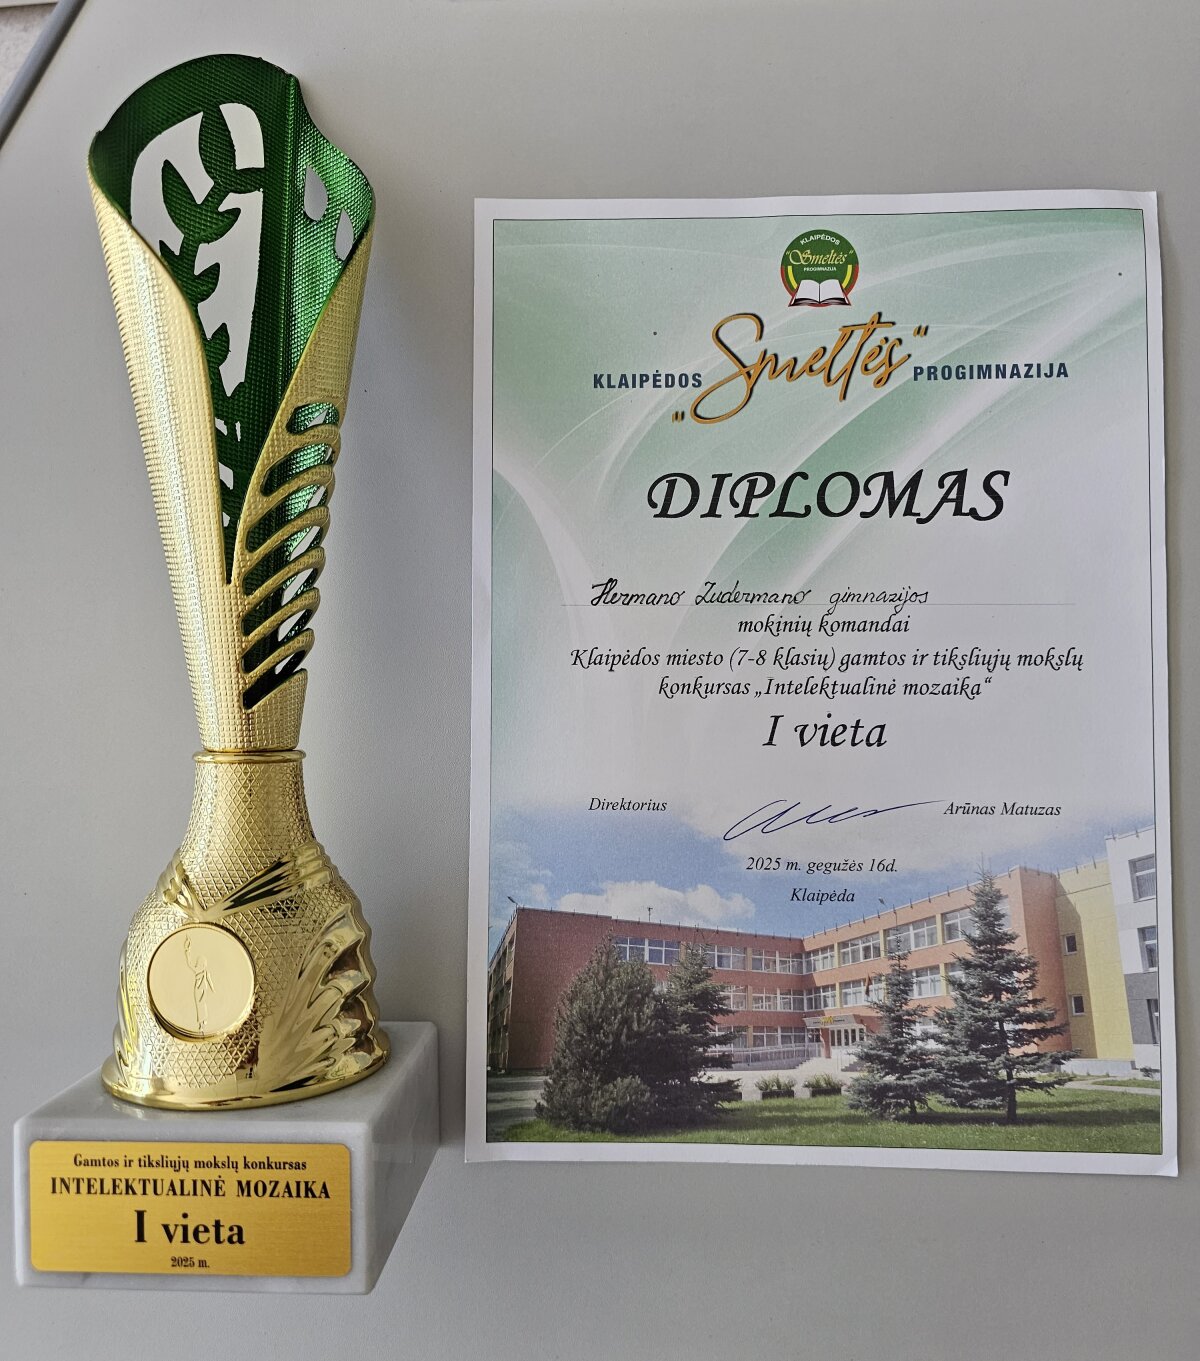 KLAIPĖDOS
"Smeltės"
PROGIMNAZIJA
KLAIPĖDOS „Smeltės“ PROGIMNAZIJA
DIPLOMAS
Hermano Zudermano gimnazijos
mokinių komandai
Klaipėdos miesto (7-8 klasių) gamtos ir tiksliųjų mokslų
konkursas „Intelektualinė mozaika“
I vieta
Direktorius Arūnas Matuzas
2025 m. gegužės 16d.
Klaipėda
Gamtos ir tiksliųjų mokslų konkursas
INTELEKTUALINĖ MOZAIKA
I vieta
2025 m.